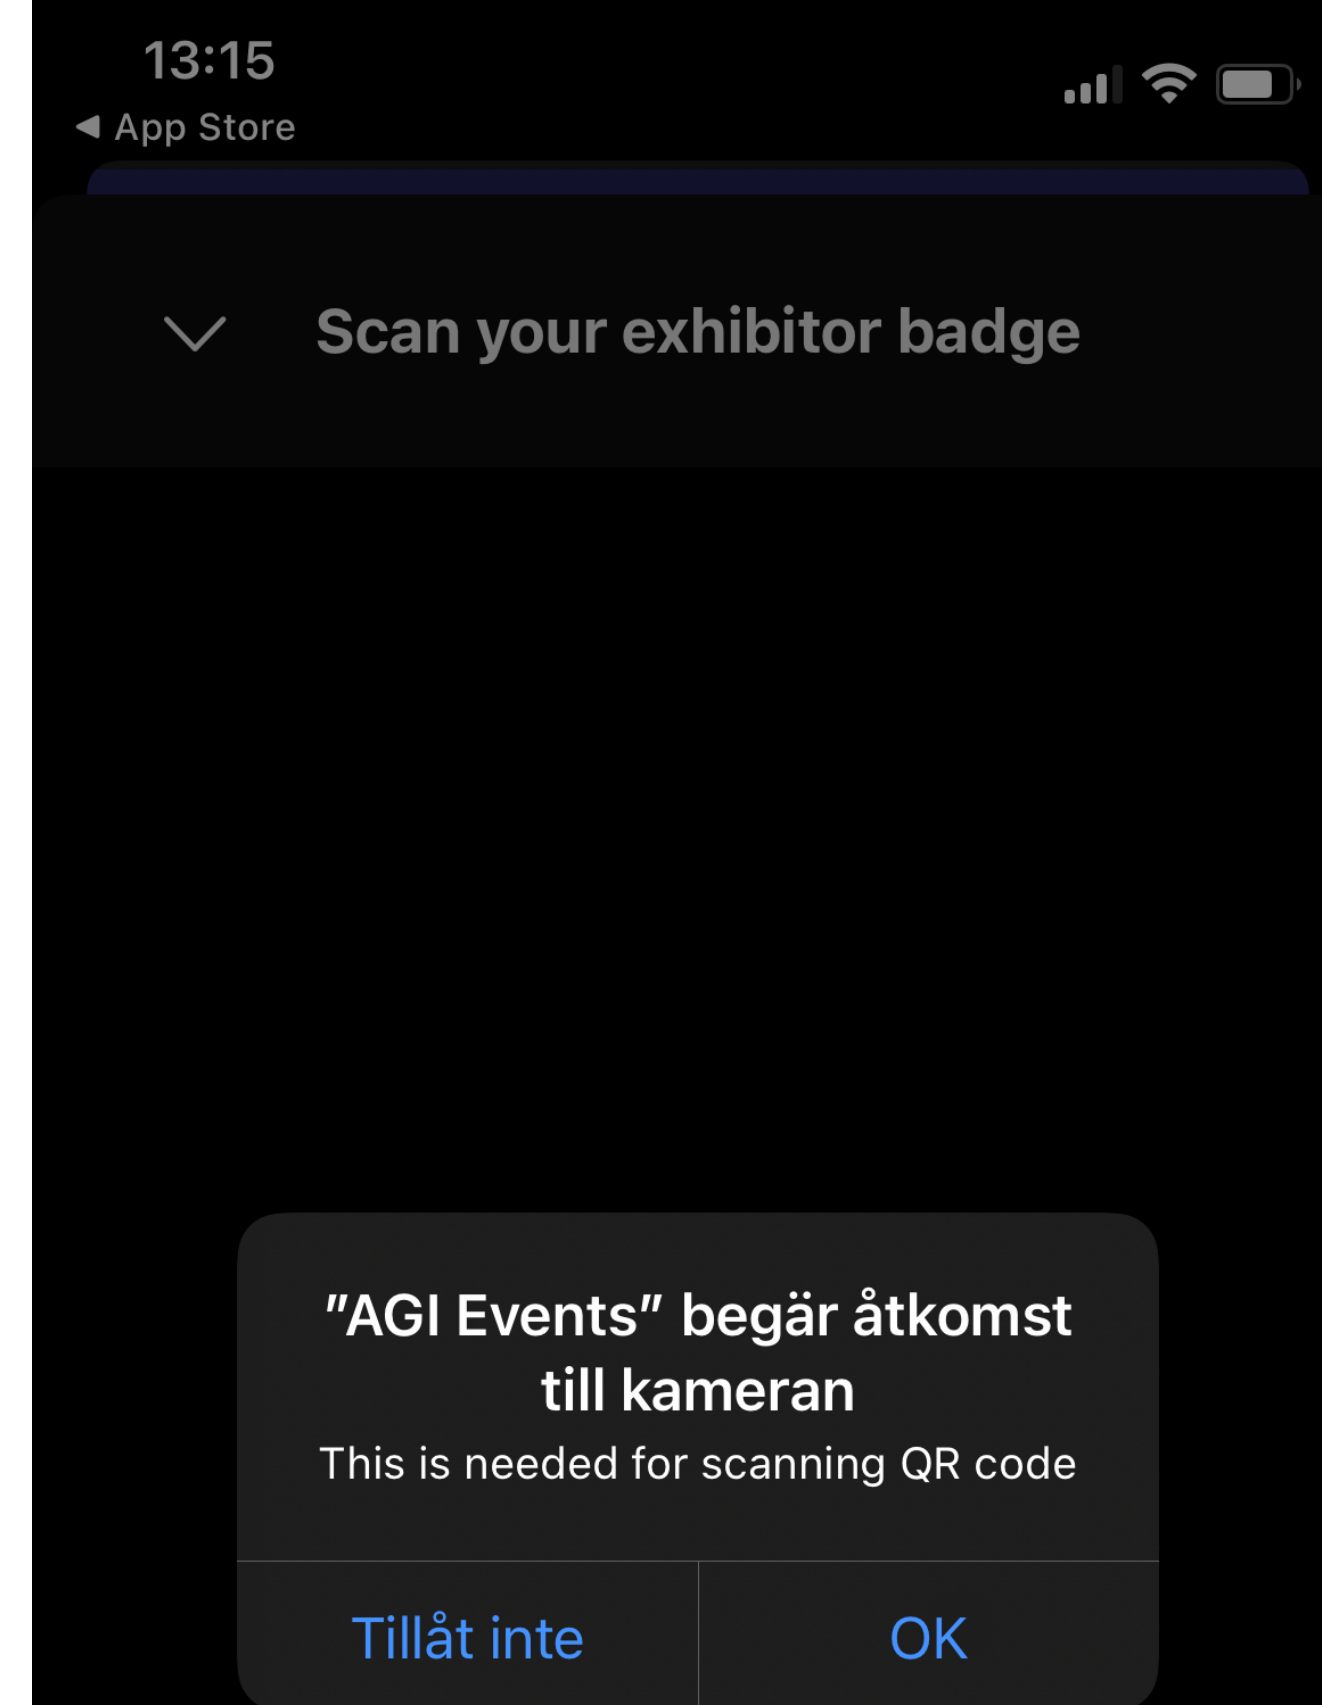 13:15
◀ App Store
Scan your exhibitor badge
”AGI Events” begär åtkomst
till kameran
This is needed for scanning QR code
Tillåt inte
OK